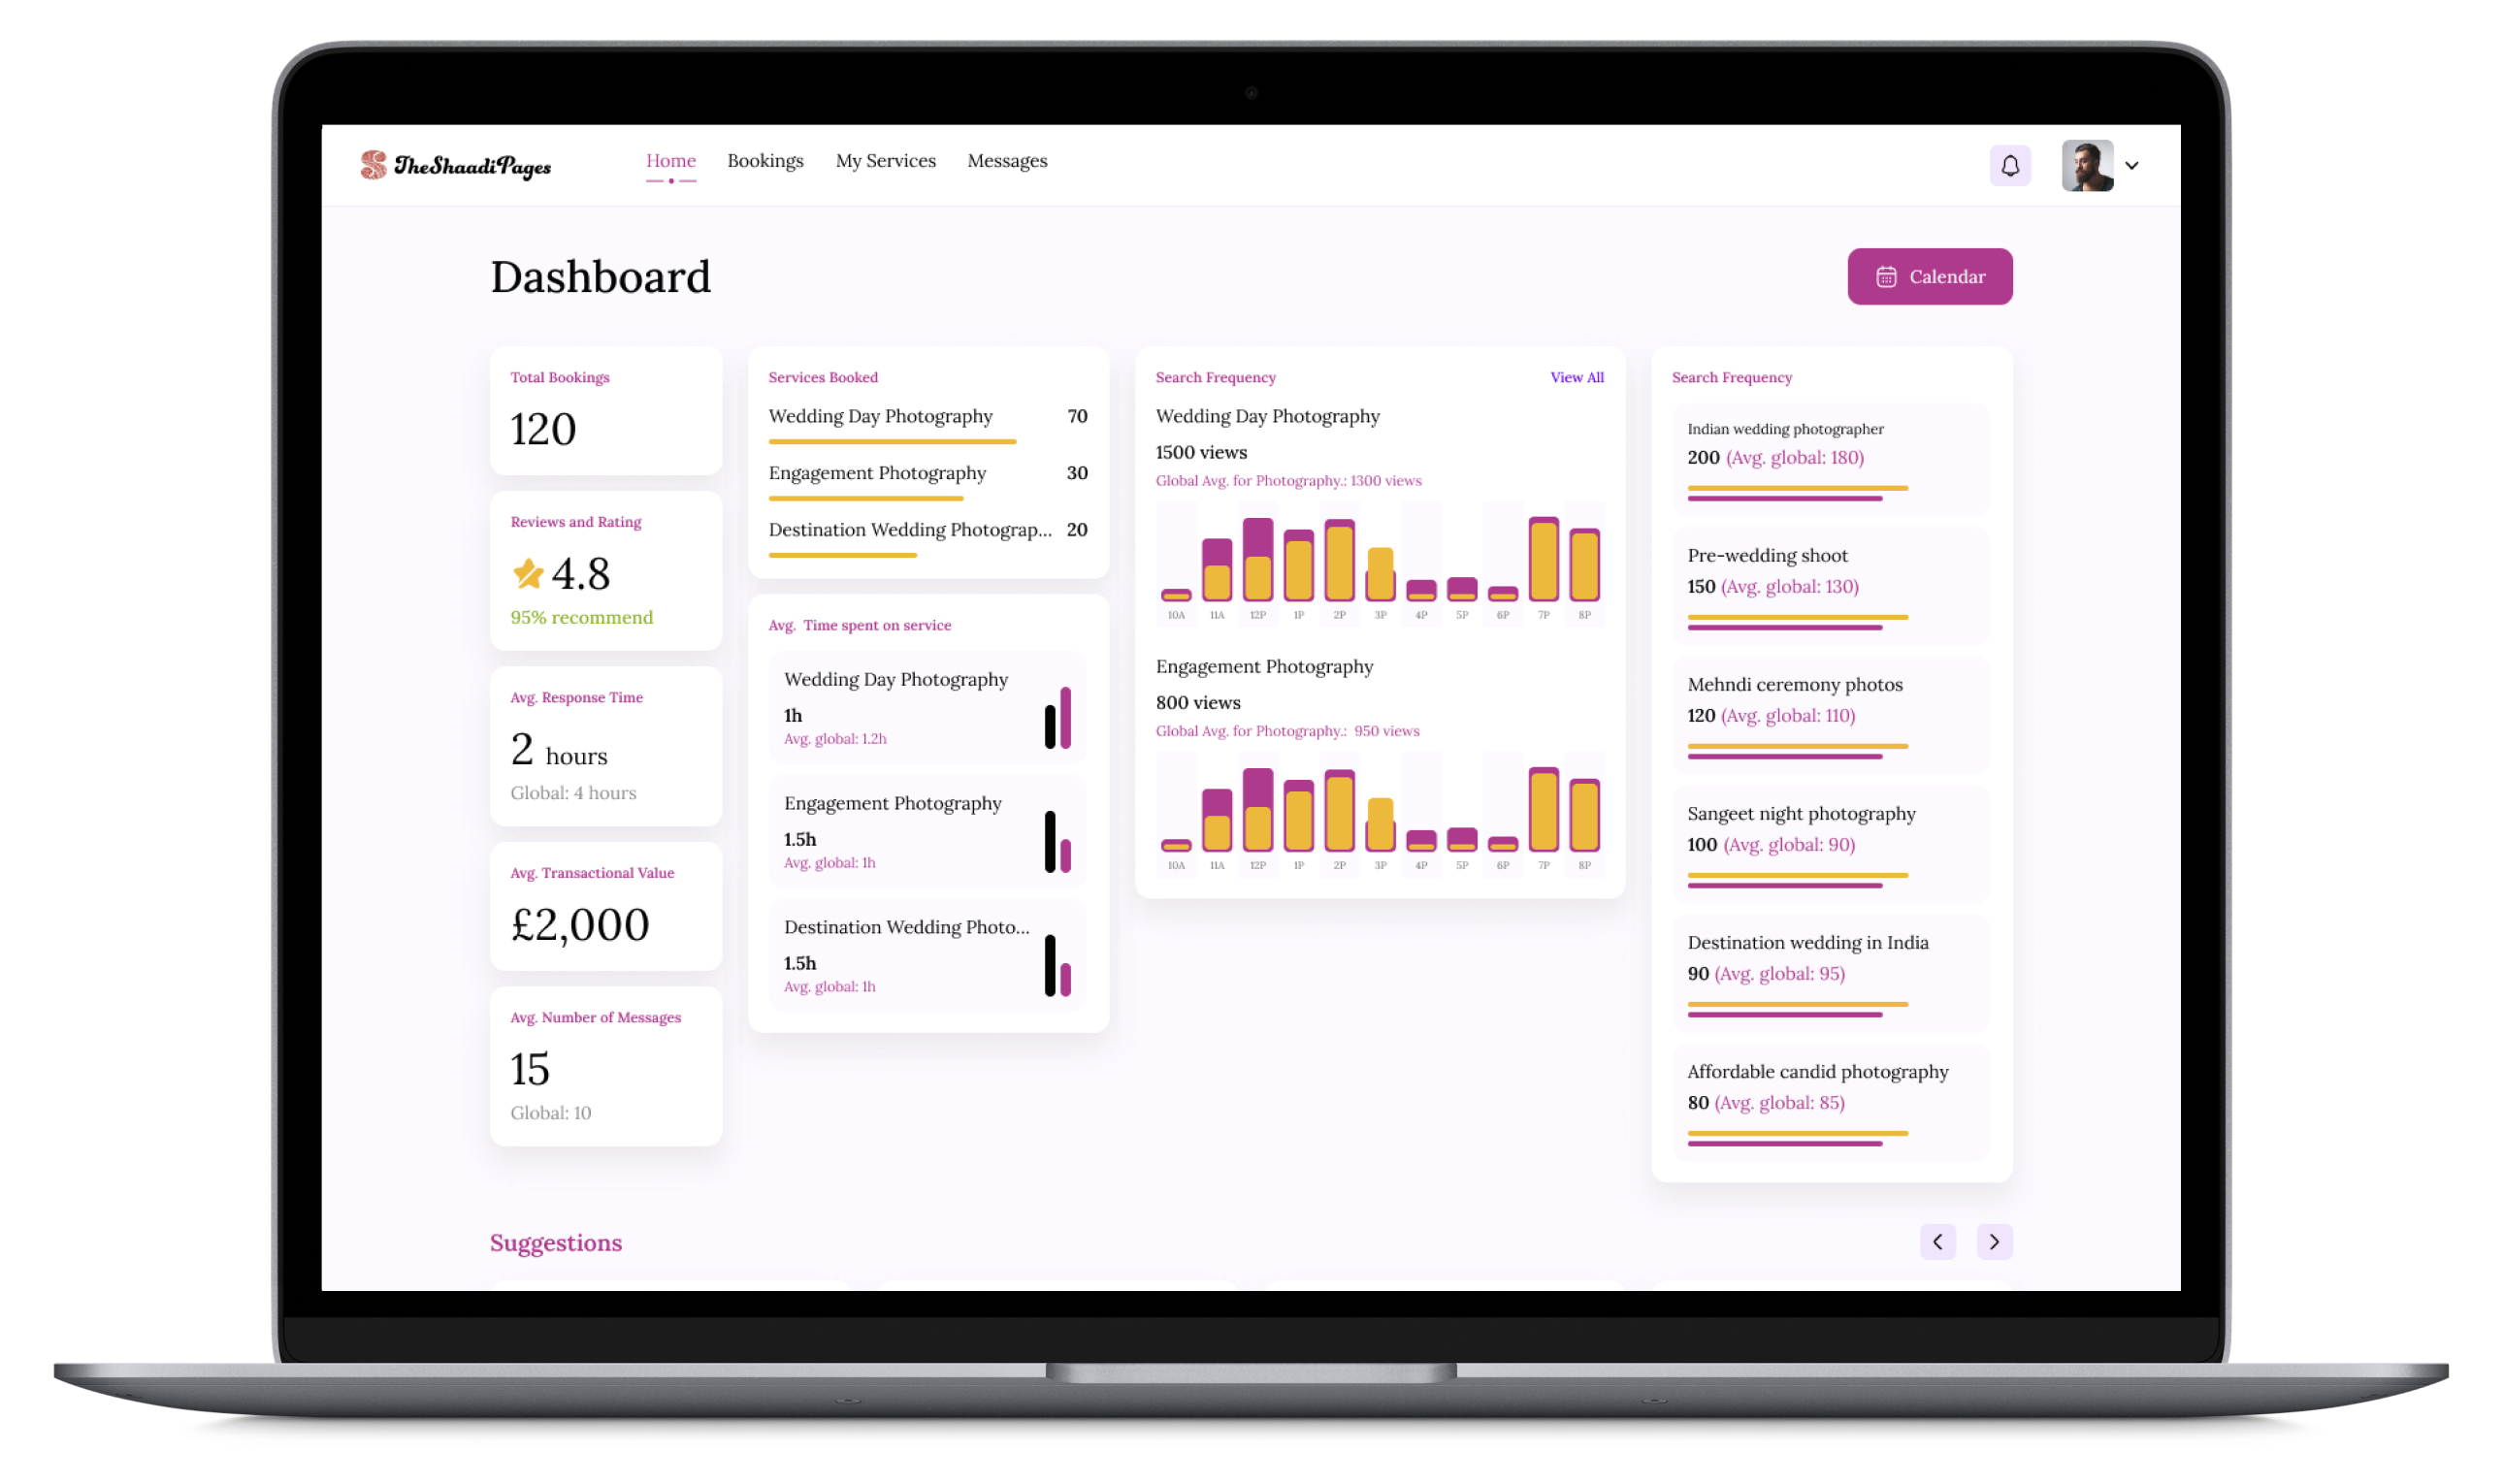 TheShaadiPages
Home
Bookings
My Services
Messages
Dashboard
Calendar
Total Bookings
120
Reviews and Rating
4.8
95% recommend
Avg. Response Time
2 hours
Global: 4 hours
Avg. Transactional Value
£2,000
Avg. Number of Messages
15
Global: 10
Services Booked
Wedding Day Photography 70
Engagement Photography 30
Destination Wedding Photograp... 20
Avg. Time spent on service
Wedding Day Photography
1h
Avg. global: 1.2h
Engagement Photography
1.5h
Avg. global: 1h
Destination Wedding Photo...
1.5h
Avg. global: 1h
Search Frequency View All
Wedding Day Photography
1500 views
Global Avg. for Photography.: 1300 views
10A 11A 12P 1P 2P 3P 4P 5P 6P 7P 8P
Engagement Photography
800 views
Global Avg. for Photography.: 950 views
10A 11A 12P 1P 2P 3P 4P 5P 6P 7P 8P
Search Frequency
Indian wedding photographer
200 (Avg. global: 180)
Pre-wedding shoot
150 (Avg. global: 130)
Mehndi ceremony photos
120 (Avg. global: 110)
Sangeet night photography
100 (Avg. global: 90)
Destination wedding in India
90 (Avg. global: 95)
Affordable candid photography
80 (Avg. global: 85)
Suggestions